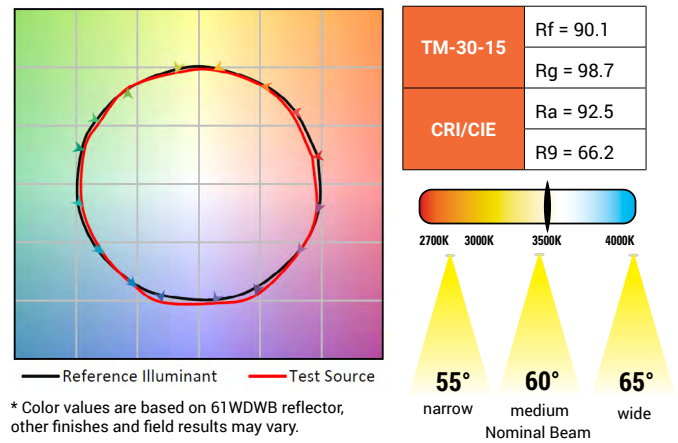 TM-30-15
Rf = 90.1
Rg = 98.7
CRI/CIE
Ra = 92.5
R9 = 66.2
2700K 3000K 3500K 4000K
55° 60° 65°
narrow medium wide
Nominal Beam
Reference Illuminant Test Source
* Color values are based on 61WDWB reflector,
other finishes and field results may vary.